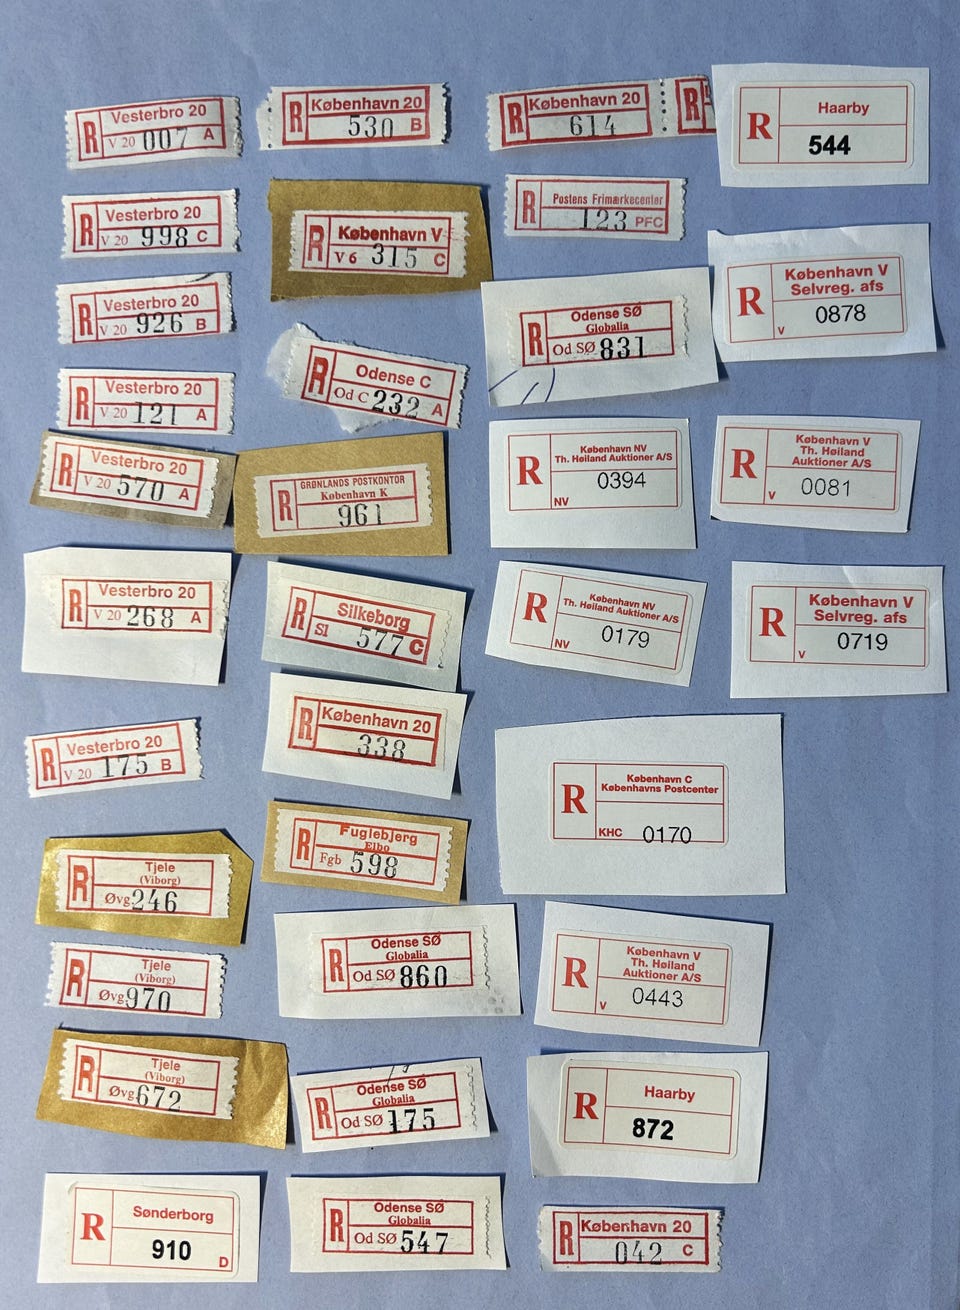 R Vesterbro 20
V 20 007 A
R København 20
530 B
R København 20
614
R
R Haarby
544
R Vesterbro 20
V 20 998 C
R København V
V 6 315 C
R Postens Frimærkecenter
123 PFC
R København V
Selvreg. afs
V 0878
R Vesterbro 20
V 20 926 B
R Odense SØ
Globalia
Od SØ 831
R Vesterbro 20
V 20 121 A
R Odense C
Od C 232 A
R København NV
Th. Høiland Auktioner A/S
0394
NV
R København V
Th. Høiland
Auktioner A/S
V 0081
R Vesterbro 20
V 20 570 A
R GRØNLANDS POSTKONTOR
København K
961
R Vesterbro 20
V 20 268 A
R Silkeborg
Sl 577 C
R København NV
Th. Høiland Auktioner A/S
0179
NV
R København V
Selvreg. afs
0719
V
R Vesterbro 20
V 20 175 B
R København 20
338
R København C
Københavns Postcenter
KHC 0170
R Tjele
(Viborg)
Øvg 246
R Fuglebjerg
Elbo
Fgb 598
R Tjele
(Viborg)
Øvg 970
R Odense SØ
Globalia
Od SØ 860
R København V
Th. Høiland
Auktioner A/S
V 0443
R Tjele
(Viborg)
Øvg 672
R Odense SØ
Globalia
Od SØ 175
R Haarby
872
R Sønderborg
910 D
R Odense SØ
Globalia
Od SØ 547
R København 20
042 C